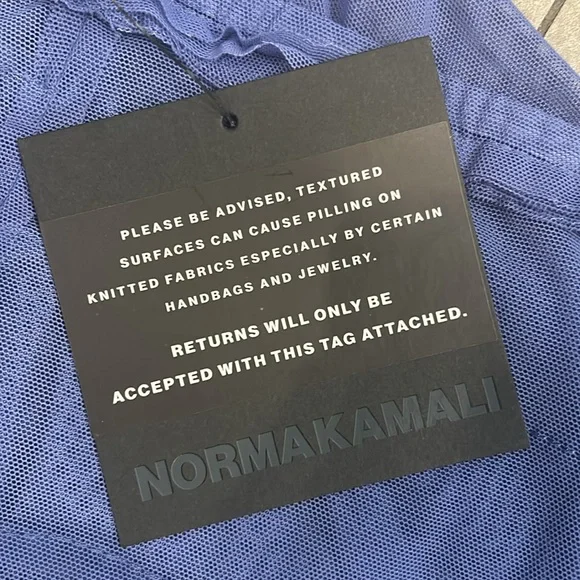 PLEASE BE ADVISED, TEXTURED
SURFACES CAN CAUSE PILLING ON
KNITTED FABRICS ESPECIALLY BY CERTAIN
HANDBAGS AND JEWELRY.
RETURNS WILL ONLY BE
ACCEPTED WITH THIS TAG ATTACHED.
NORMAKAMALI